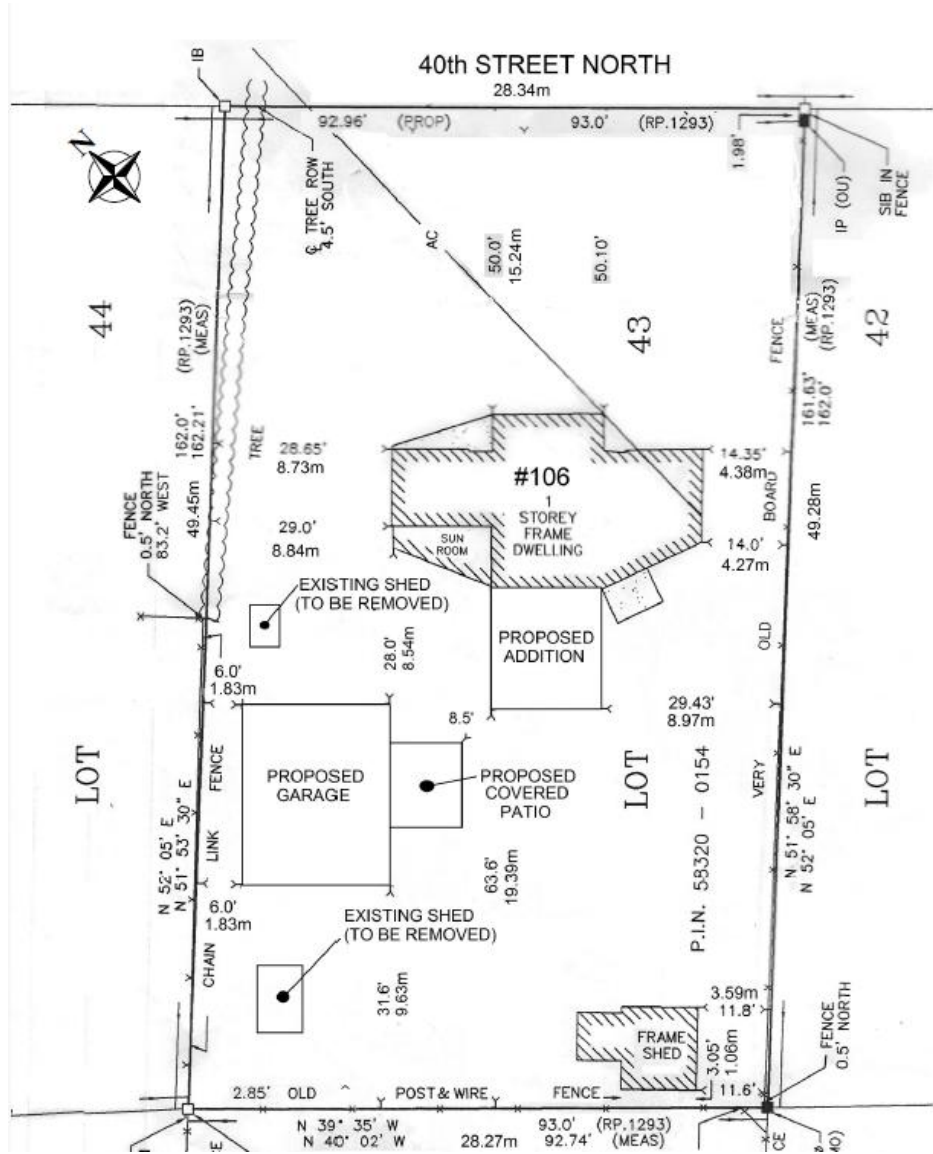 IB
40th STREET NORTH
28.34m
92.96' (PROP) 93.0' (RP.1293)
N
℄ TREE ROW
4.5' SOUTH
AC
50.0'
15.24m
50.10'
1.98'
IP (OU)
SIB IN
FENCE
44
43
42
(RP.1293)
(MEAS)
162.0'
162.21'
49.45m
TREE
FENCE
(MEAS)
(RP.1293)
161.63'
162.0'
49.28m
FENCE
0.5' NORTH
83.2' WEST
28.65'
8.73m
29.0'
8.84m
#106
1
STOREY
FRAME
DWELLING
SUN
ROOM
14.35'
4.38m
BOARD
14.0'
4.27m
EXISTING SHED
(TO BE REMOVED)
PROPOSED
ADDITION
OLD
28.0'
8.54m
6.0'
1.83m
29.43'
8.97m
8.5'
LOT
FENCE
PROPOSED
GARAGE
PROPOSED
COVERED
PATIO
LOT
P.I.N. 58320 - 0154
VERY
LOT
N 52° 05' E
N 51° 53' 30" E
LINK
N 51° 58' 30" E
N 52° 05' E
63.6'
19.39m
6.0'
1.83m
CHAIN
EXISTING SHED
(TO BE REMOVED)
31.6'
9.63m
3.59m
11.8'
FRAME
SHED
3.05'
1.06m
11.6'
FENCE
0.5' NORTH
2.85' OLD POST & WIRE FENCE
N 39° 35' W 93.0' (RP.1293)
N 40° 02' W 28.27m 92.74' (MEAS)